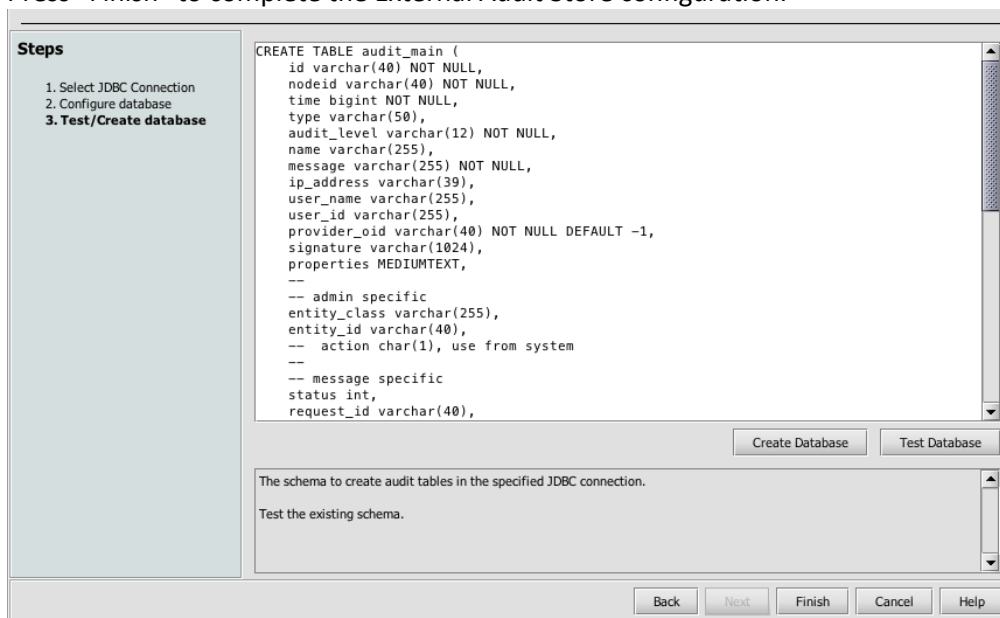 Press "Finish" to complete the External Audit Store configuration.
Steps
1. Select JDBC Connection
2. Configure database
3. Test/Create database
CREATE TABLE audit_main (
id varchar(40) NOT NULL,
nodeid varchar(40) NOT NULL,
time bigint NOT NULL,
type varchar(50),
audit_level varchar(12) NOT NULL,
name varchar(255),
message varchar(255) NOT NULL,
ip_address varchar(39),
user_name varchar(255),
user_id varchar(255),
provider_oid varchar(40) NOT NULL DEFAULT -1,
signature varchar(1024),
properties MEDIUMTEXT,
--
-- admin specific
entity_class varchar(255),
entity_id varchar(40),
-- action char(1), use from system
--
-- message specific
status int,
request_id varchar(40),
Create Database Test Database
The schema to create audit tables in the specified JDBC connection.
Test the existing schema.
Back Next Finish Cancel Help